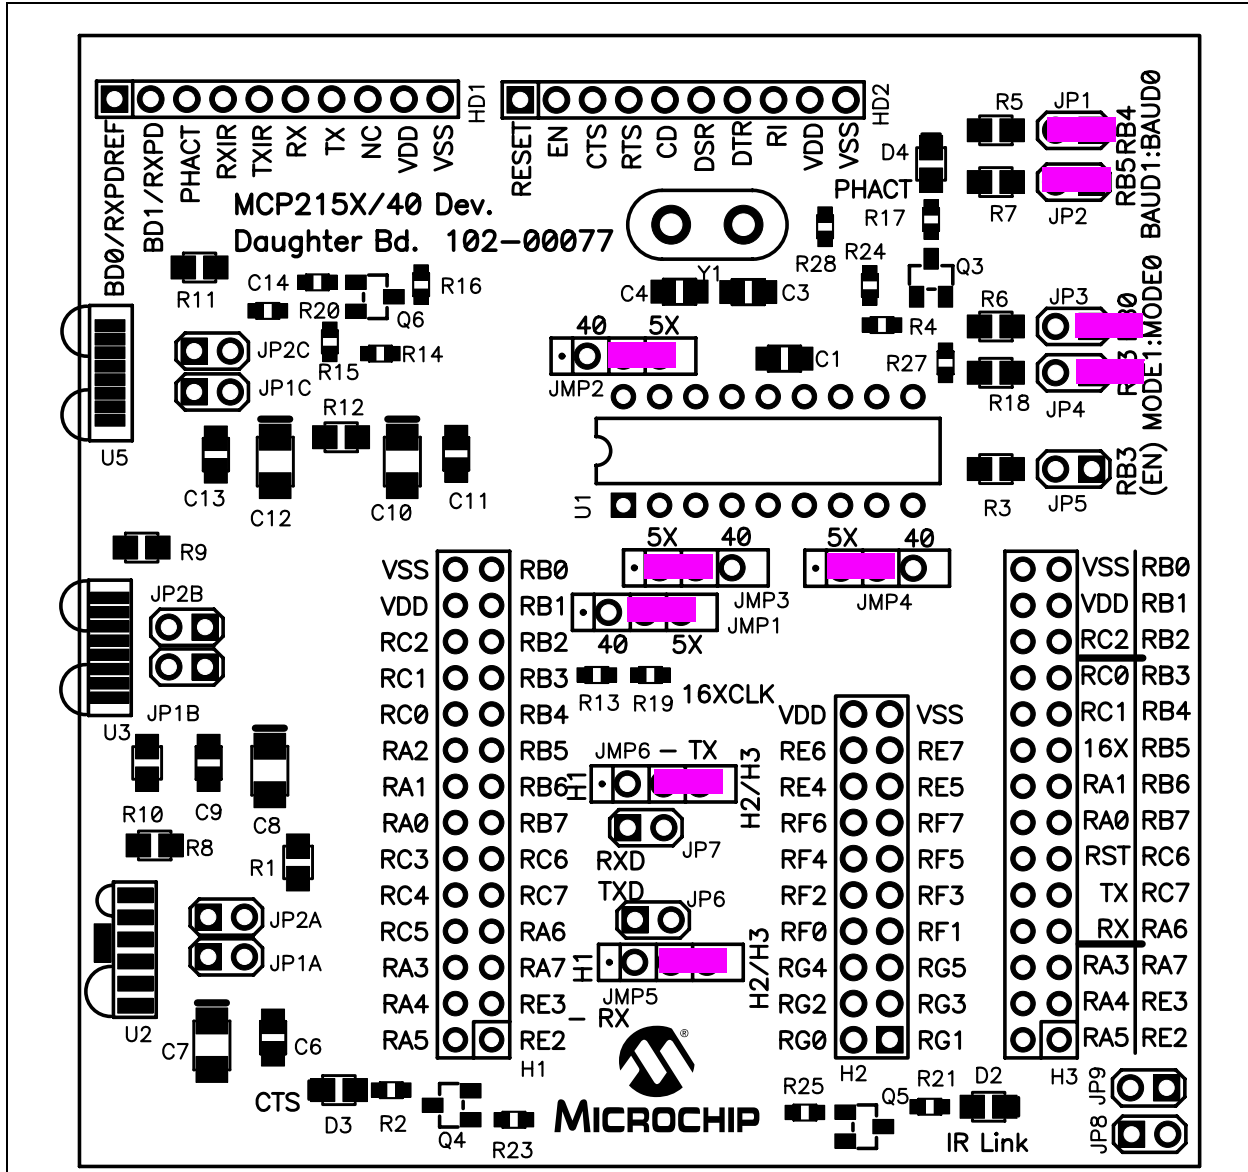 HD1
HD2
BD0/RXPDREF
BD1/RXPD
PHACT
RXIR
TXIR
RX
TX
NC
VDD
VSS
RESET
EN
CTS
RTS
CD
DSR
DTR
RI
VDD
VSS
MCP215X/40 Dev.
Daughter Bd. 102-00077
D4
PHACT
R5
JP1
RB4
R7
JP2
RB5
BAUD1:BAUD0
R17
R28
R24
Y1
Q3
R11
C14
R20
R16
Q6
C4
C3
R4
R6
JP3
JP2C
R15
R14
40
5X
JMP2
C1
R27
JP1C
R18
JP4
MODE1:MODE0
R12
U5
C13
C12
C10
C11
U1
R3
JP5
RB3
(EN)
R9
5X
40
JMP3
5X
40
JMP4
JMP1
40
5X
JP2B
JP1B
U3
R13
R19
16XCLK
VSS RB0
VDD RB1
RC2 RB2
RC1 RB3
RC0 RB4
RA2 RB5
RA1 RB6
RA0 RB7
RC3 RC6
RC4 RC7
RC5 RA6
RA3 RA7
RA4 RE3
RA5 RE2
H1
JMP6 - TX
H1
H2/H3
JP7
RXD
TXD
JP6
H1
H2/H3
JMP5
- RX
VDD VSS
RE6 RE7
RE4 RE5
RF6 RF7
RF4 RF5
RF2 RF3
RF0 RF1
RG4 RG5
RG2 RG3
RG0 RG1
H2
VSS RB0
VDD RB1
RC2 RB2
RC0 RB3
RC1 RB4
16X RB5
RA1 RB6
RA0 RB7
RST RC6
TX RC7
RX RA6
RA3 RA7
RA4 RE3
RA5 RE2
H3
R10
C9
C8
R8
R1
JP2A
JP1A
U2
C7
C6
CTS
D3
R2
Q4
R23
MICROCHIP
®
R25
Q5
R21
D2
IR Link
JP9
JP8